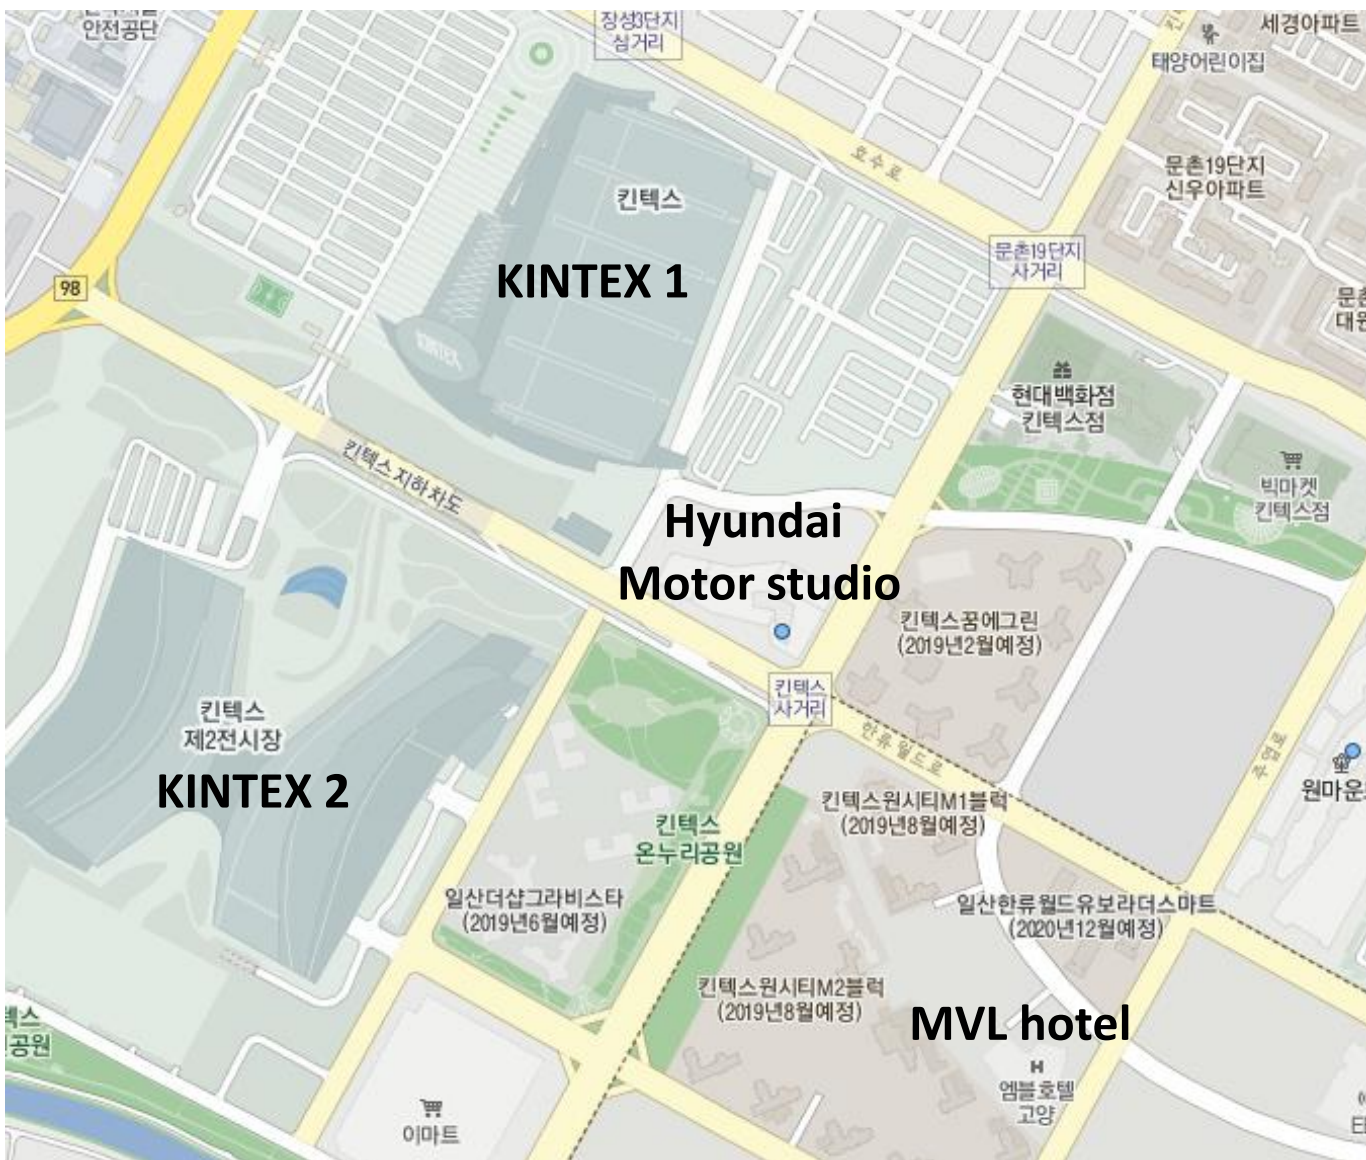 안전공단
장성3단지
삼거리
세경아파트
태양어린이집
호수로
문촌19단지
신우아파트
킨텍스
KINTEX 1
문촌19단지
사거리
98
KINTEX
현대백화점
킨텍스점
빅마켓
킨텍스점
킨텍스지하차도
Hyundai
Motor studio
킨텍스꿈에그린
(2019년2월예정)
킨텍스
사거리
킨텍스
제2전시장
KINTEX 2
한류월드로
주엽로
원마운
킨텍스원시티M1블럭
(2019년8월예정)
킨텍스
온누리공원
일산더샵그라비스타
(2019년6월예정)
일산한류월드유보라더스마트
(2020년12월예정)
킨텍스원시티M2블럭
(2019년8월예정)
MVL hotel
H
엠블호텔
고양
텍스
공원
이마트